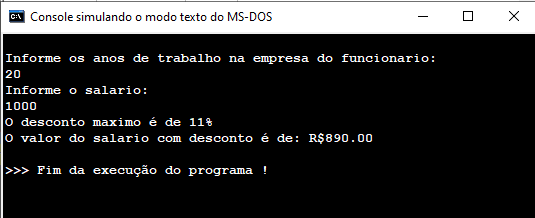 Console simulando o modo texto do MS-DOS
Informe os anos de trabalho na empresa do funcionario:
20
Informe o salario:
1000
O desconto maximo é de 11%
O valor do salario com desconto é de: R$890.00
>>> Fim da execução do programa !